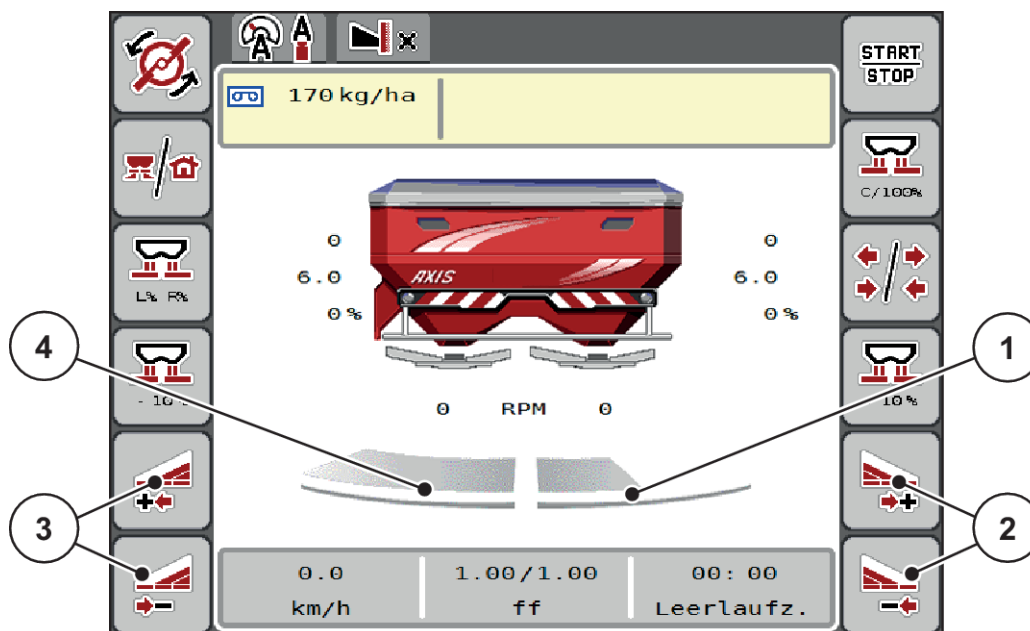 A A
START
STOP
170 kg/ha
C/100%
0 0
6.0 6.0
AXIS
L% R%
0% 0%
4 1
- 10%
10%
0 RPM 0
3 2
0.0 1.00/1.00 00:00
km/h ff Leerlaufz.